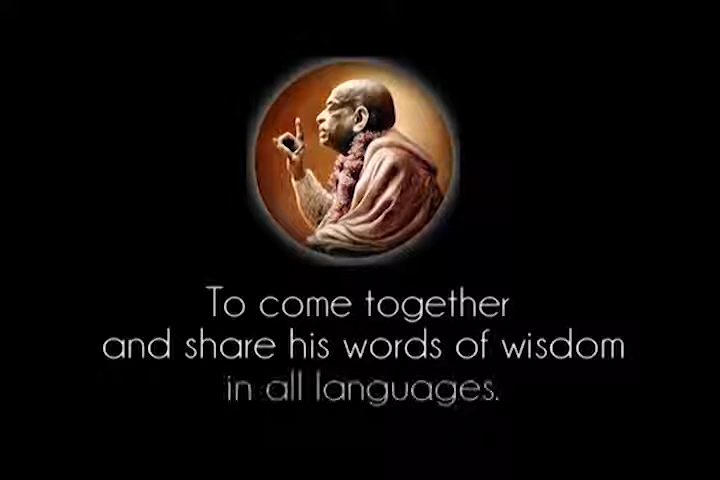 To come together
and share his words of wisdom
in all languages.